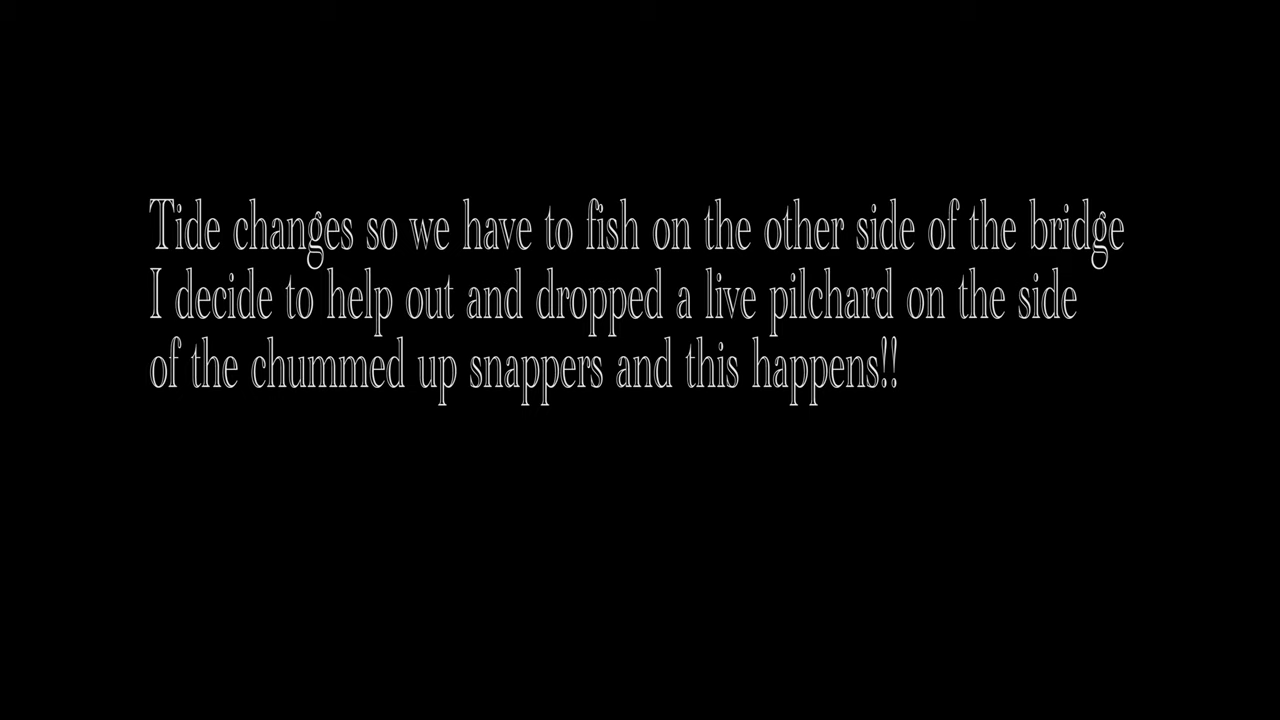 Tide changes so we have to fish on the other side of the bridge
I decide to help out and dropped a live pilchard on the side
of the chummed up snappers and this happens!!